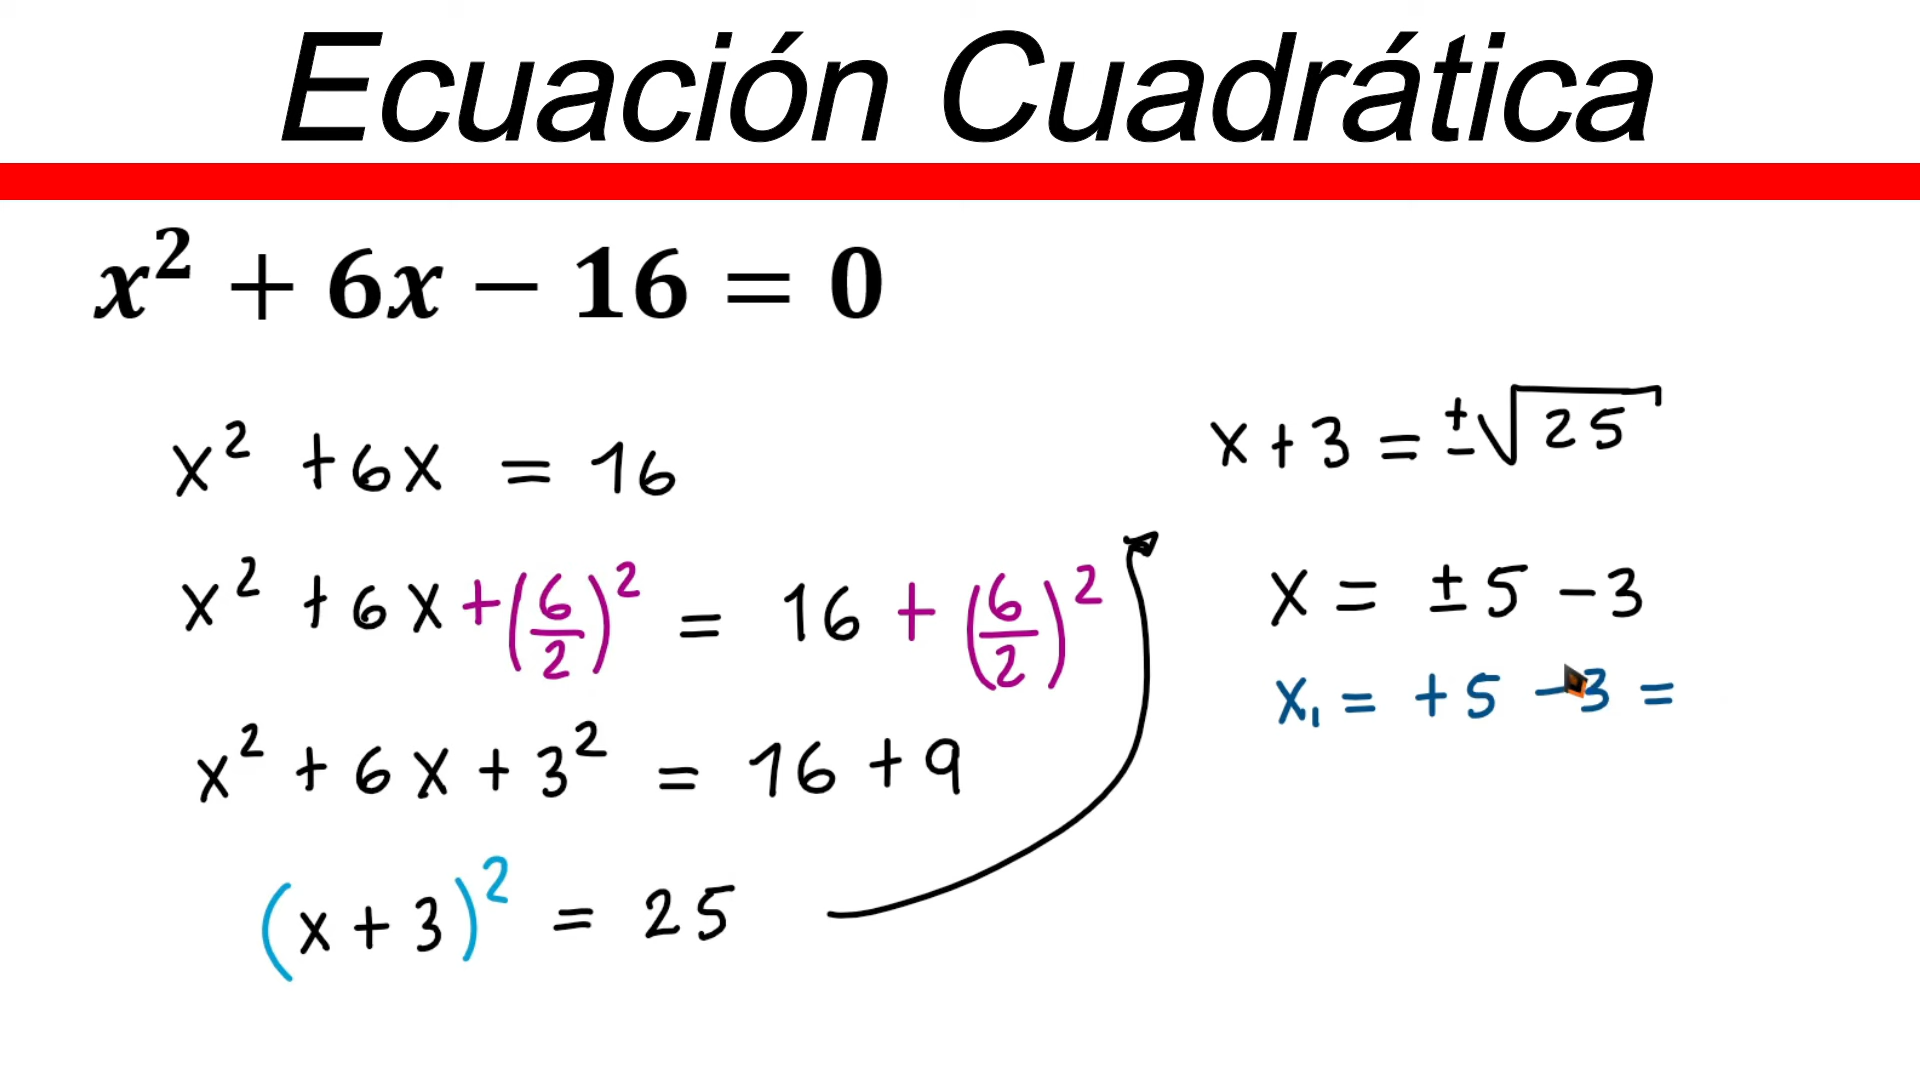 Ecuación Cuadrática
x² + 6x − 16 = 0
x² + 6x = 16
x² + 6x + (6/2)² = 16 + (6/2)²
x² + 6x + 3² = 16 + 9
(x + 3)² = 25
x + 3 = ±√25
x = ±5 − 3
x₁ = +5 − 3 =